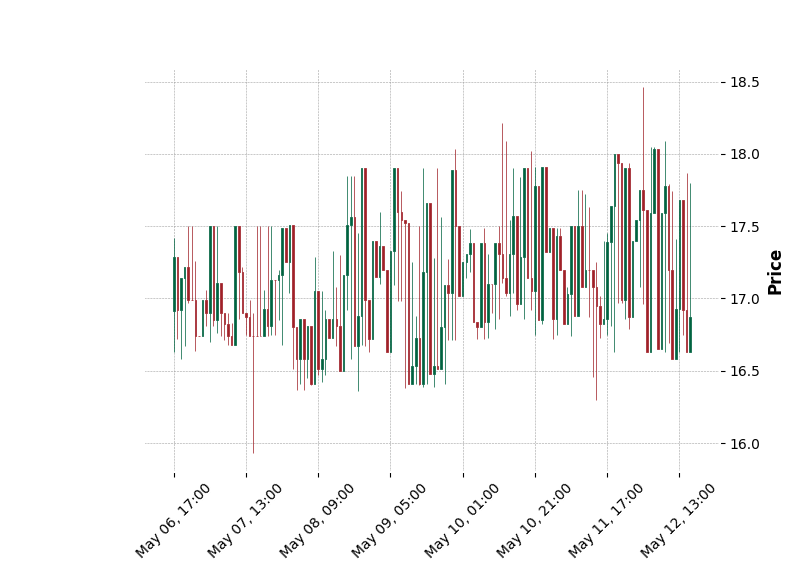 18.5
18.0
17.5
17.0
16.5
16.0
Price
May 06, 17:00
May 07, 13:00
May 08, 09:00
May 09, 05:00
May 10, 01:00
May 10, 21:00
May 11, 17:00
May 12, 13:00